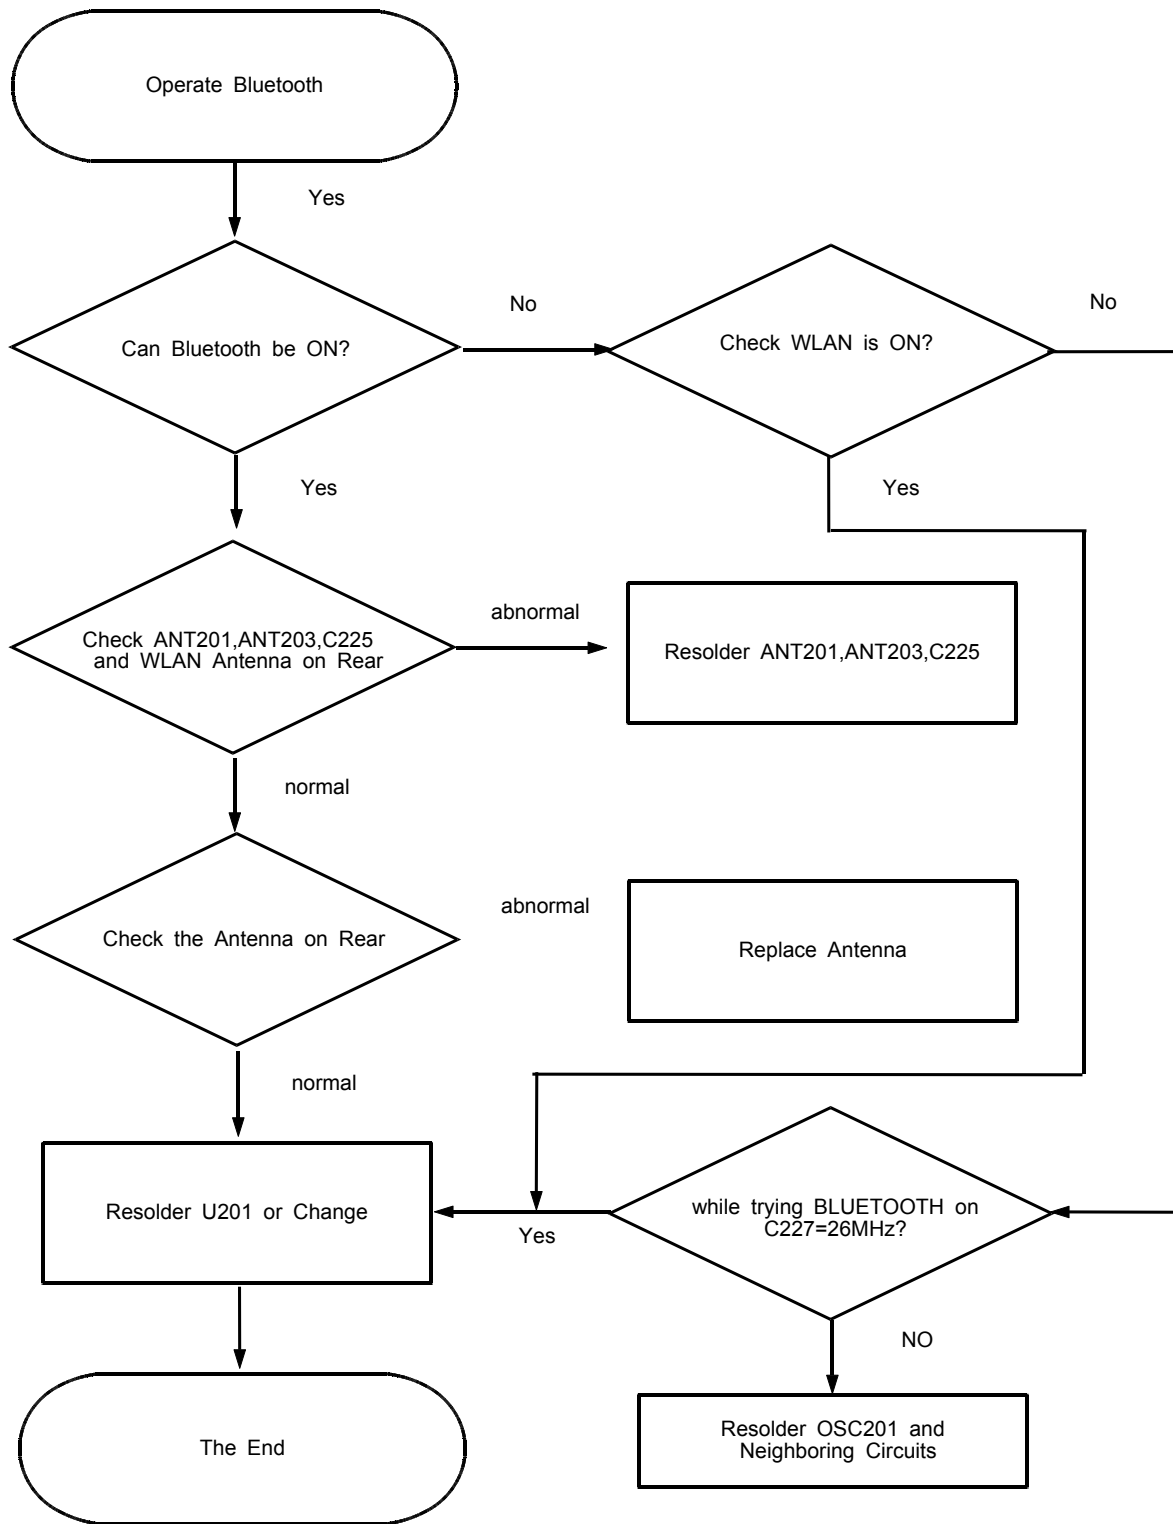 Operate Bluetooth
Yes
Can Bluetooth be ON?
No
Check WLAN is ON?
No
Yes
Yes
Check ANT201,ANT203,C225
and WLAN Antenna on Rear
abnormal
Resolder ANT201,ANT203,C225
normal
Check the Antenna on Rear
abnormal
Replace Antenna
normal
Resolder U201 or Change
Yes
while trying BLUETOOTH on
C227=26MHz?
NO
The End
Resolder OSC201 and
Neighboring Circuits